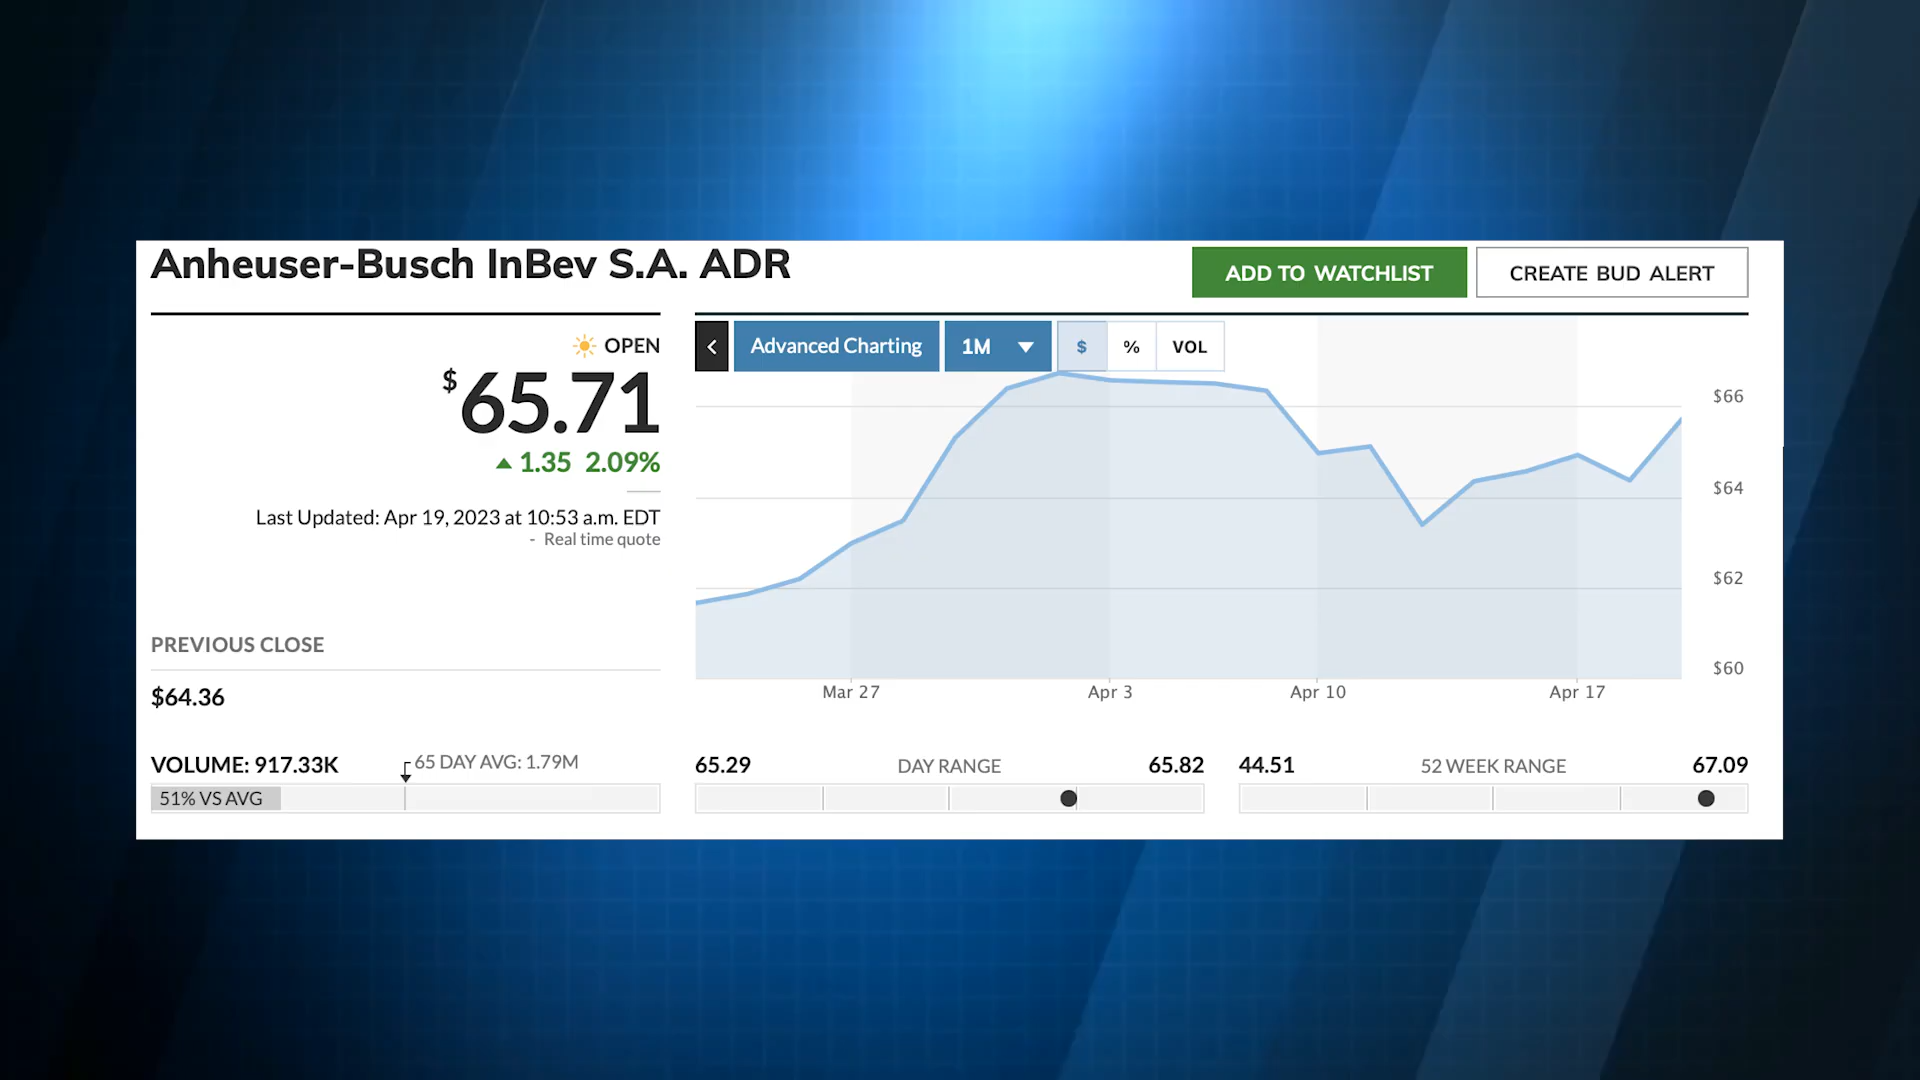 Anheuser-Busch InBev S.A. ADR
ADD TO WATCHLIST
CREATE BUD ALERT
OPEN
$65.71
1.35 2.09%
Last Updated: Apr 19, 2023 at 10:53 a.m. EDT
- Real time quote
PREVIOUS CLOSE
$64.36
VOLUME: 917.33K
65 DAY AVG: 1.79M
51% VS AVG
Advanced Charting
1M
$
%
VOL
$66
$64
$62
$60
Mar 27
Apr 3
Apr 10
Apr 17
65.29
DAY RANGE
65.82
44.51
52 WEEK RANGE
67.09